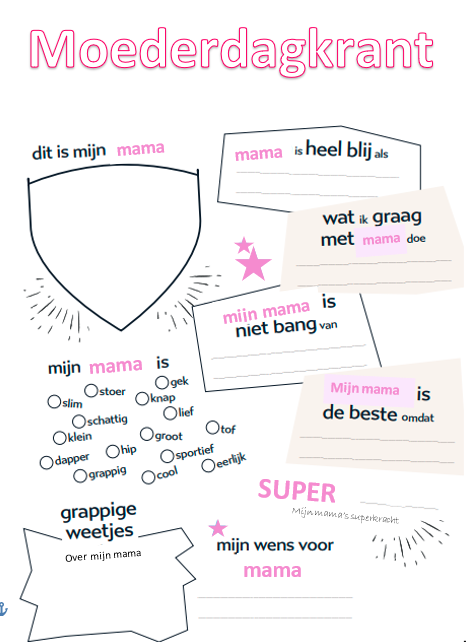 Moederdagkrant
dit is mijn mama
mama is heel blij als
wat ik graag
met mama doe
mijn mama is
niet bang van
mijn mama is
slim
stoer
gek
knap
schattig
lief
klein
groot
tof
dapper
hip
sportief
grappig
cool
eerlijk
Mijn mama is
de beste omdat
SUPER
Mijn mama's superkracht
grappige
weetjes
Over mijn mama
mijn wens voor
mama